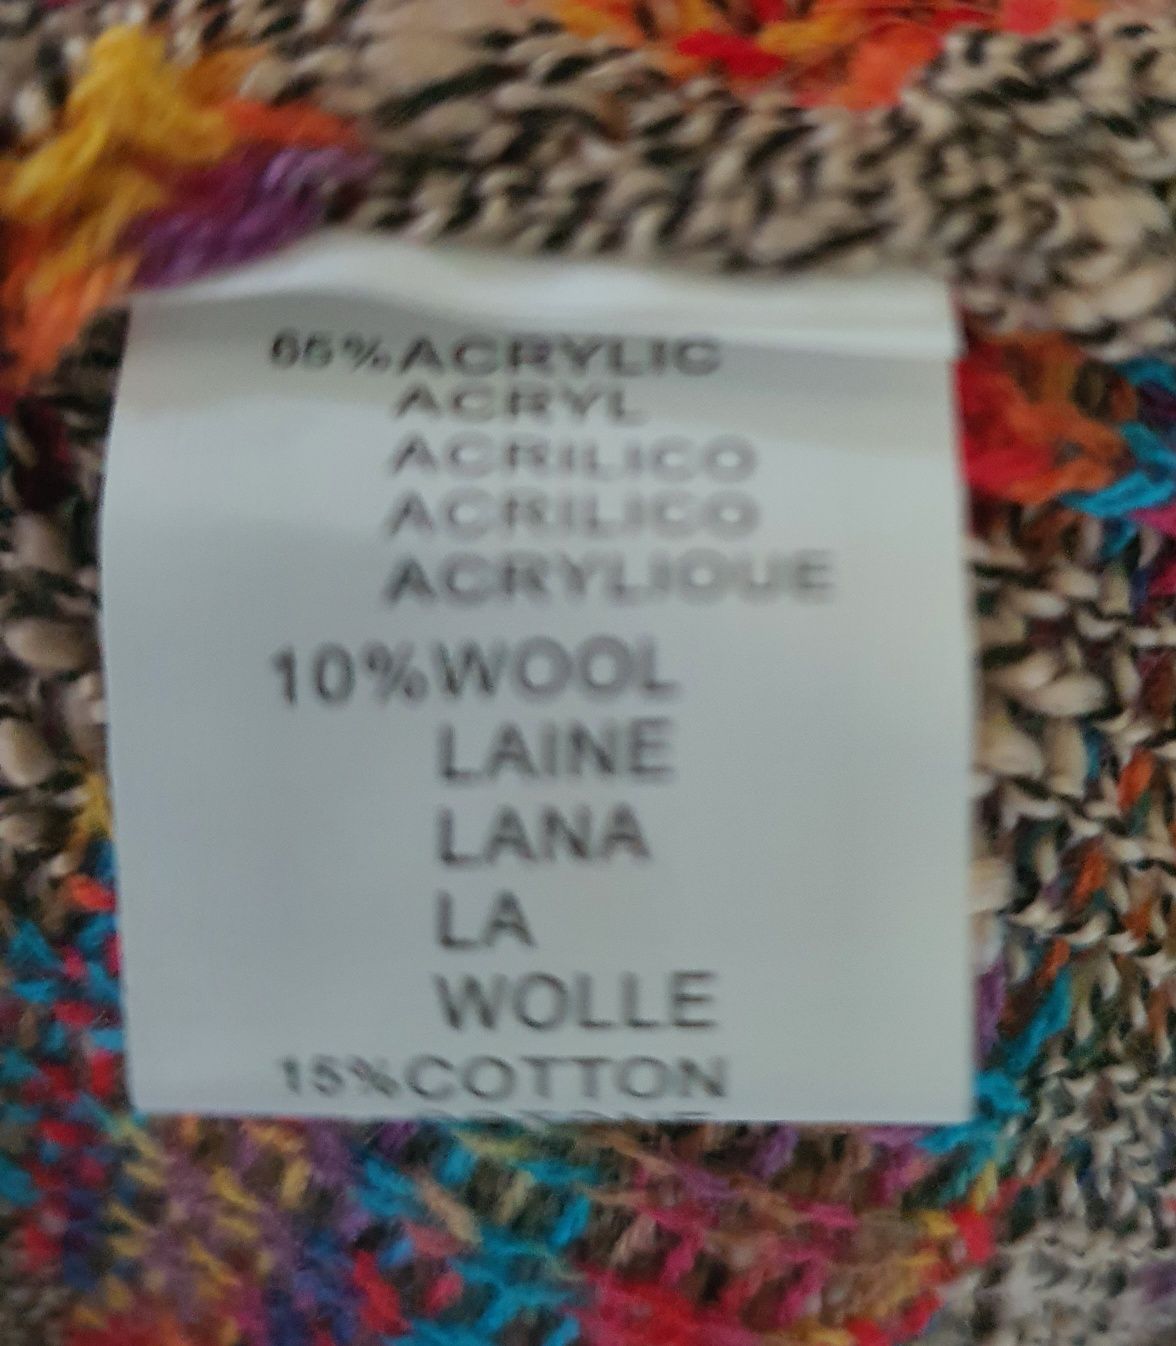 65%ACRYLIC
ACRYL
ACRILICO
ACRILICO
ACRYLIQUE
10%WOOL
LAINE
LANA
LA
WOLLE
15%COTTON